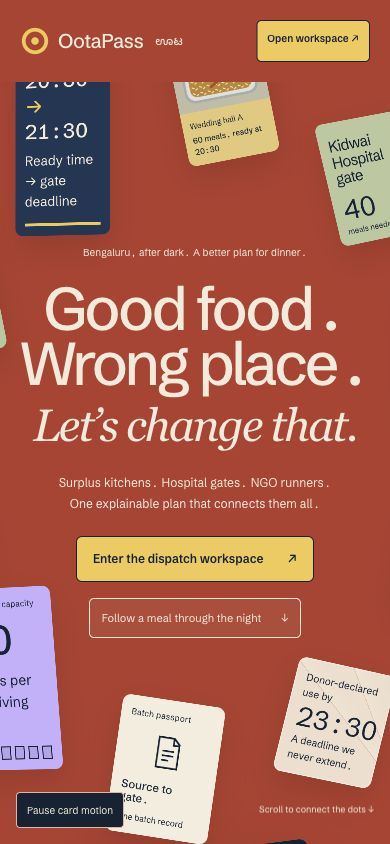 OotaPass ಊಟ
Open workspace ↗
20:30
→
21:30
Ready time
→ gate
deadline
Wedding hall A
60 meals, ready at
20:30
Kidwai
Hospital
gate
40
meals neede
Bengaluru, after dark. A better plan for dinner.
Good food.
Wrong place.
Let's change that.
Surplus kitchens. Hospital gates. NGO runners.
One explainable plan that connects them all.
Enter the dispatch workspace ↗
Follow a meal through the night ↓
capacity
s per
iving
Donor-declared
use by
23:30
A deadline we
never extend.
Batch passport
Source to
ate.
ne batch record
Pause card motion
Scroll to connect the dots ↓